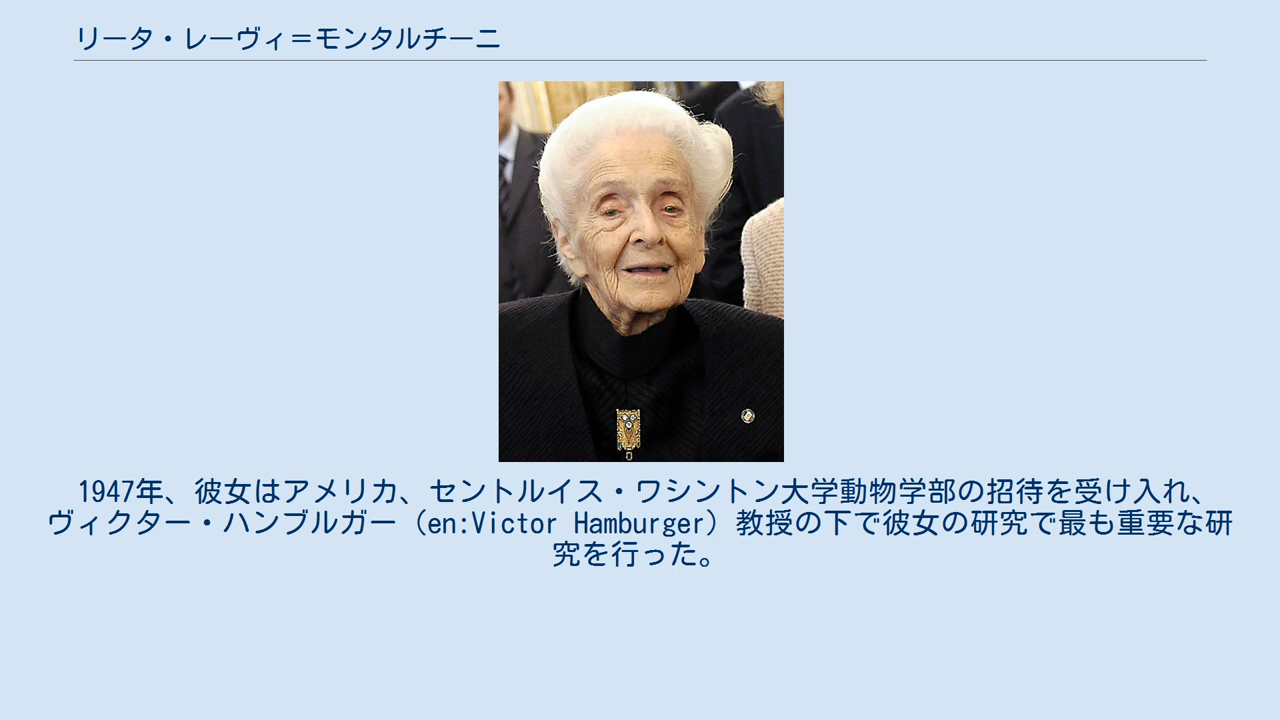 リータ・レーヴィ＝モンタルチーニ
1947年、彼女はアメリカ、セントルイス・ワシントン大学動物学部の招待を受け入れ、
ヴィクター・ハンブルガー（en:Victor Hamburger）教授の下で彼女の研究で最も重要な研
究を行った。